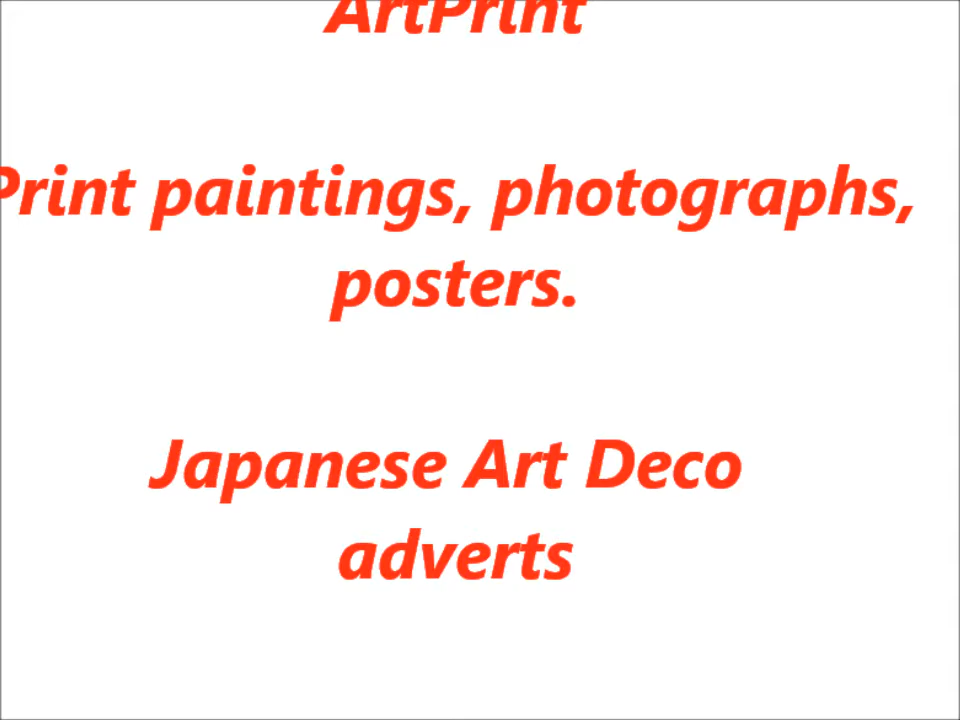 ArtPrint
Print paintings, photographs,
posters.
Japanese Art Deco
adverts